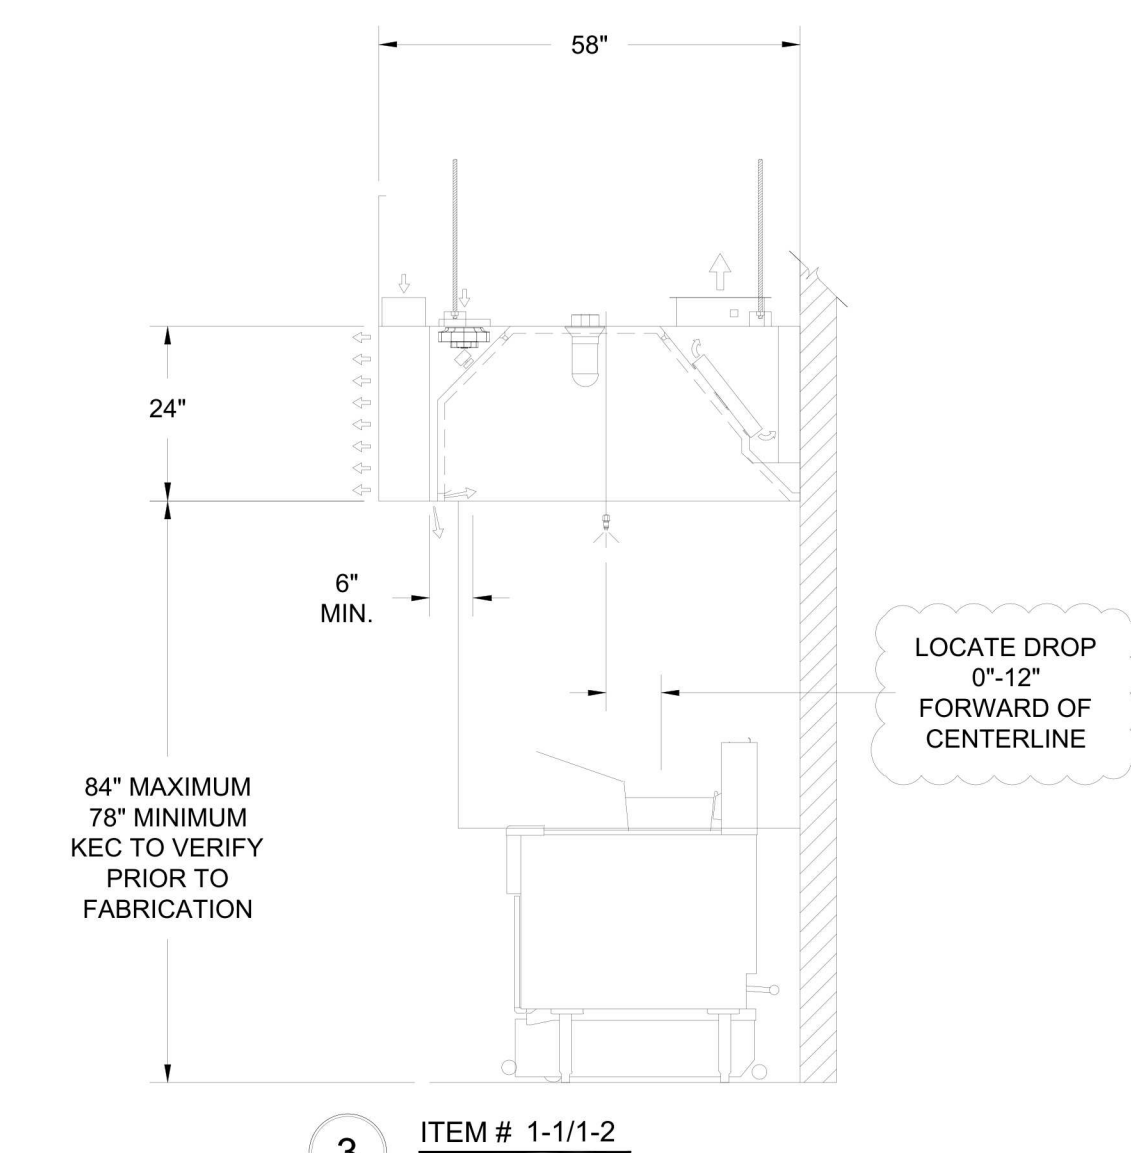 58"
24"
6"
MIN.
LOCATE DROP
0"-12"
FORWARD OF
CENTERLINE
84" MAXIMUM
78" MINIMUM
KEC TO VERIFY
PRIOR TO
FABRICATION
3
ITEM # 1-1/1-2